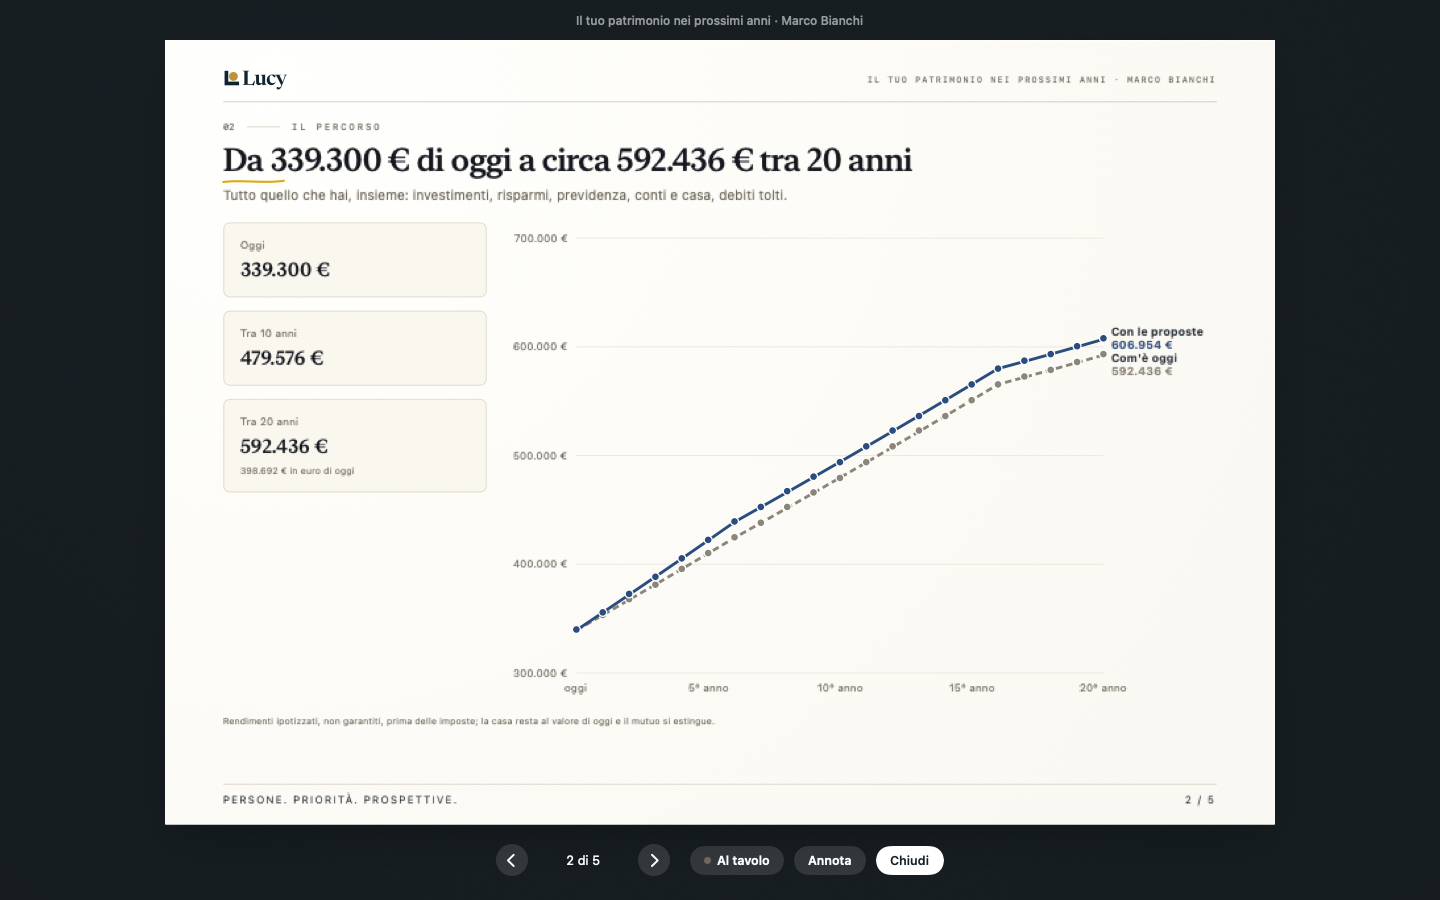 Il tuo patrimonio nei prossimi anni · Marco Bianchi
Lucy
IL TUO PATRIMONIO NEI PROSSIMI ANNI · MARCO BIANCHI
02 IL PERCORSO
Da 339.300 € di oggi a circa 592.436 € tra 20 anni
Tutto quello che hai, insieme: investimenti, risparmi, previdenza, conti e casa, debiti tolti.
Oggi
339.300 €
Tra 10 anni
479.576 €
Tra 20 anni
592.436 €
398.692 € in euro di oggi
700.000 €
600.000 €
500.000 €
400.000 €
300.000 €
oggi
5° anno
10° anno
15° anno
20° anno
Con le proposte
606.954 €
Com'è oggi
592.436 €
Rendimenti ipotizzati, non garantiti, prima delle imposte; la casa resta al valore di oggi e il mutuo si estingue.
PERSONE. PRIORITÀ. PROSPETTIVE.
2 / 5
2 di 5
Al tavolo
Annota
Chiudi